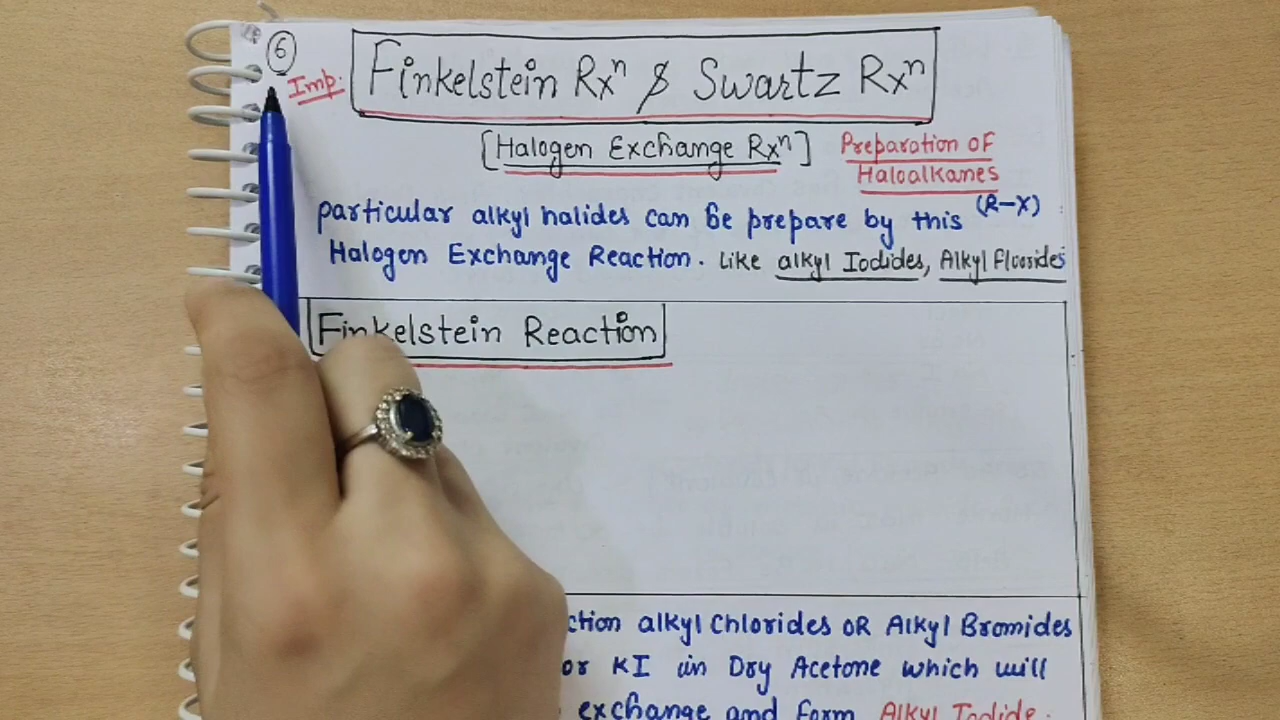 6
Imp.
Finkelstein Rxⁿ $ Swartz Rxⁿ
[Halogen Exchange Rxⁿ]
Preparation OF
Haloalkanes
(R-X)
particular alkyl halides can be prepare by this
Halogen Exchange Reaction. Like alkyl Iodides, Alkyl Fluorides
Finkelstein Reaction
ction alkyl Chlorides OR Alkyl Bromides
or KI in Dry Acetone which will
exchange and form Alkyl Iodide.